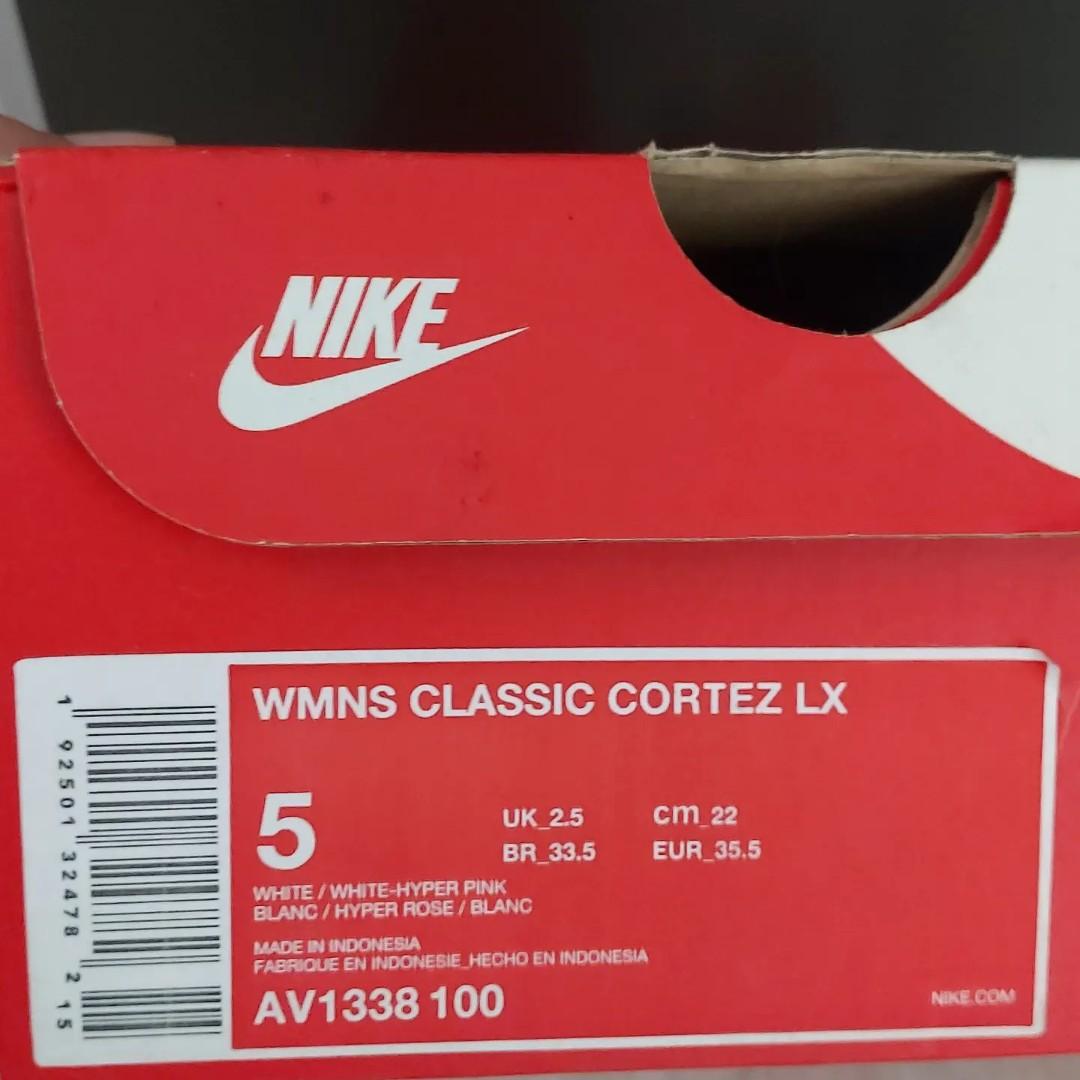 NIKE
WMNS CLASSIC CORTEZ LX
5
UK_2.5 cm_22
BR_33.5 EUR_35.5
WHITE / WHITE-HYPER PINK
BLANC / HYPER ROSE / BLANC
MADE IN INDONESIA
FABRIQUE EN INDONESIE_HECHO EN INDONESIA
AV1338 100
NIKE.COM
1 92501 32478 2 15